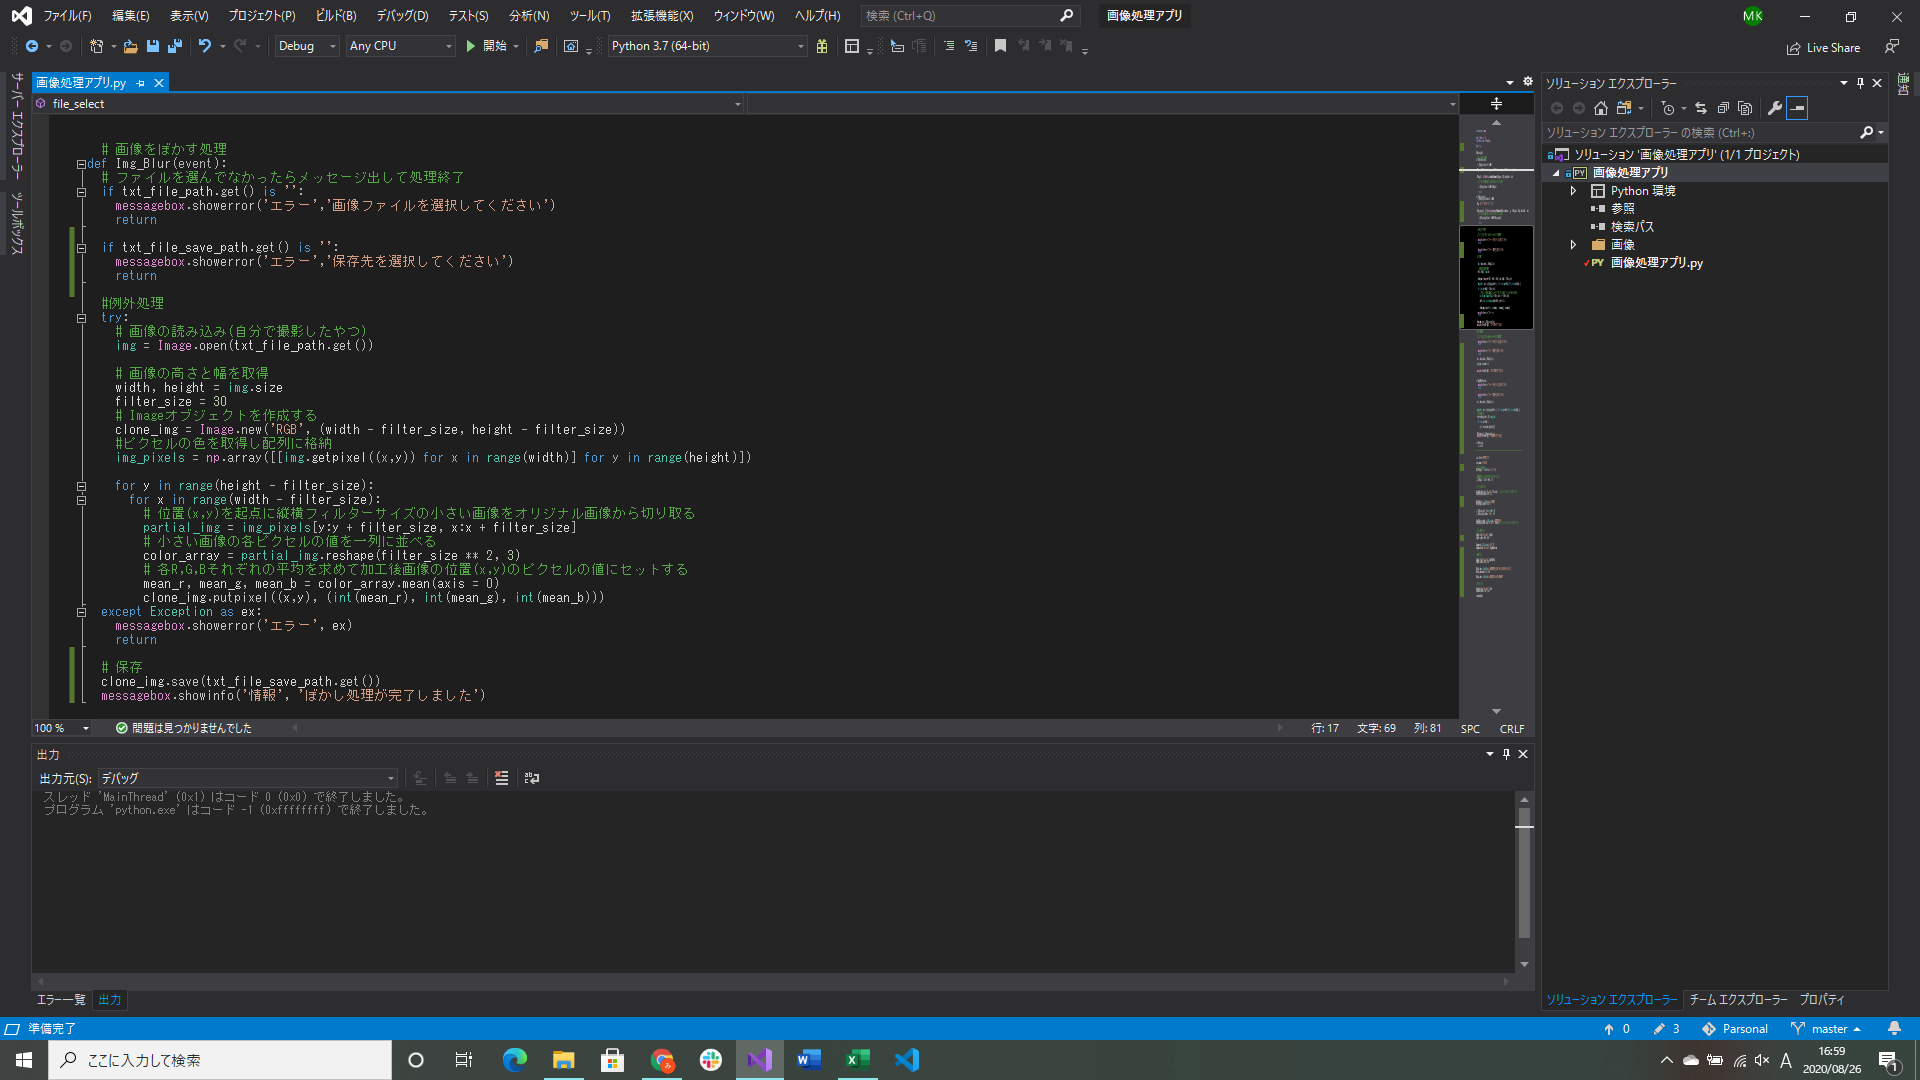 ファイル(F) 編集(E) 表示(V) プロジェクト(P) ビルド(B) デバッグ(D) テスト(S) 分析(N) ツール(T) 拡張機能(X) ウィンドウ(W) ヘルプ(H) 検索 (Ctrl+Q) 画像処理アプリ MK
Debug Any CPU 開始 Python 3.7 (64-bit) Live Share
サーバー エクスプローラー
ツールボックス
画像処理アプリ.py
file_select
# 画像をぼかす処理
def Img_Blur(event):
# ファイルを選んでなかったらメッセージ出して処理終了
if txt_file_path.get() is '':
messagebox.showerror('エラー','画像ファイルを選択してください')
return
if txt_file_save_path.get() is '':
messagebox.showerror('エラー','保存先を選択してください')
return
#例外処理
try:
# 画像の読み込み(自分で撮影したやつ)
img = Image.open(txt_file_path.get())
# 画像の高さと幅を取得
width, height = img.size
filter_size = 30
# Imageオブジェクトを作成する
clone_img = Image.new('RGB', (width - filter_size, height - filter_size))
#ピクセルの色を取得し配列に格納
img_pixels = np.array([[img.getpixel((x,y)) for x in range(width)] for y in range(height)])
for y in range(height - filter_size):
for x in range(width - filter_size):
# 位置(x,y)を起点に縦横フィルターサイズの小さい画像をオリジナル画像から切り取る
partial_img = img_pixels[y:y + filter_size, x:x + filter_size]
# 小さい画像の各ピクセルの値を一列に並べる
color_array = partial_img.reshape(filter_size ** 2, 3)
# 各R,G,Bそれぞれの平均を求めて加工後画像の位置(x,y)のピクセルの値にセットする
mean_r, mean_g, mean_b = color_array.mean(axis = 0)
clone_img.putpixel((x,y), (int(mean_r), int(mean_g), int(mean_b)))
except Exception as ex:
messagebox.showerror('エラー', ex)
return
# 保存
clone_img.save(txt_file_save_path.get())
messagebox.showinfo('情報', 'ぼかし処理が完了しました')
100 % 問題は見つかりませんでした 行: 17 文字: 69 列: 81 SPC CRLF
出力
出力元(S): デバッグ
スレッド 'MainThread' (0x1) はコード 0 (0x0) で終了しました。
プログラム 'python.exe' はコード -1 (0xffffffff) で終了しました。
エラー一覧 出力
ソリューション エクスプローラー
ソリューション エクスプローラー の検索 (Ctrl+:)
ソリューション '画像処理アプリ' (1/1 プロジェクト)
PY 画像処理アプリ
Python 環境
参照
検索パス
画像
PY 画像処理アプリ.py
ソリューション エクスプローラー チーム エクスプローラー プロパティ
通知
準備完了 0 3 Parsonal master
ここに入力して検索 A 16:59
2020/08/26 1